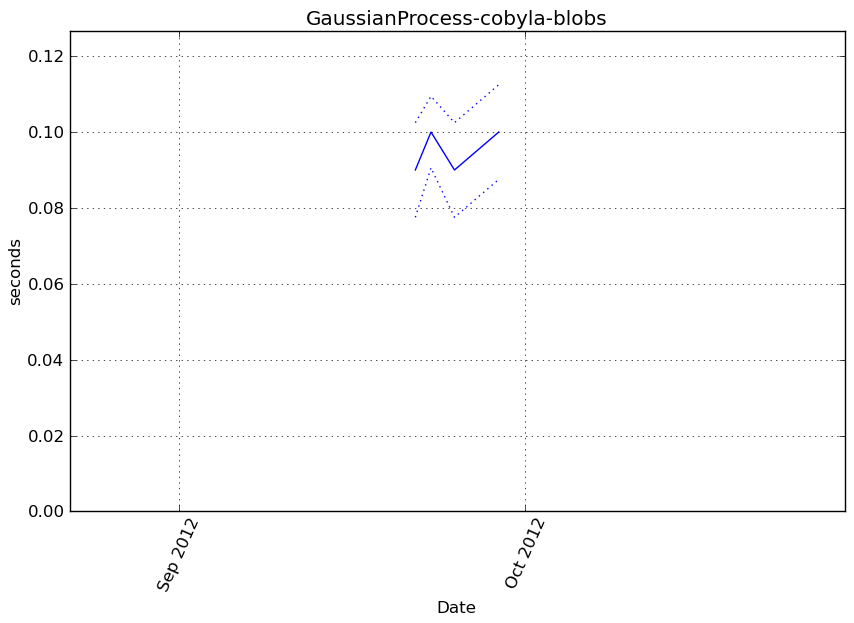 GaussianProcess-cobyla-blobs
0.12
0.10
0.08
0.06
0.04
0.02
0.00
seconds
Sep 2012
Oct 2012
Date